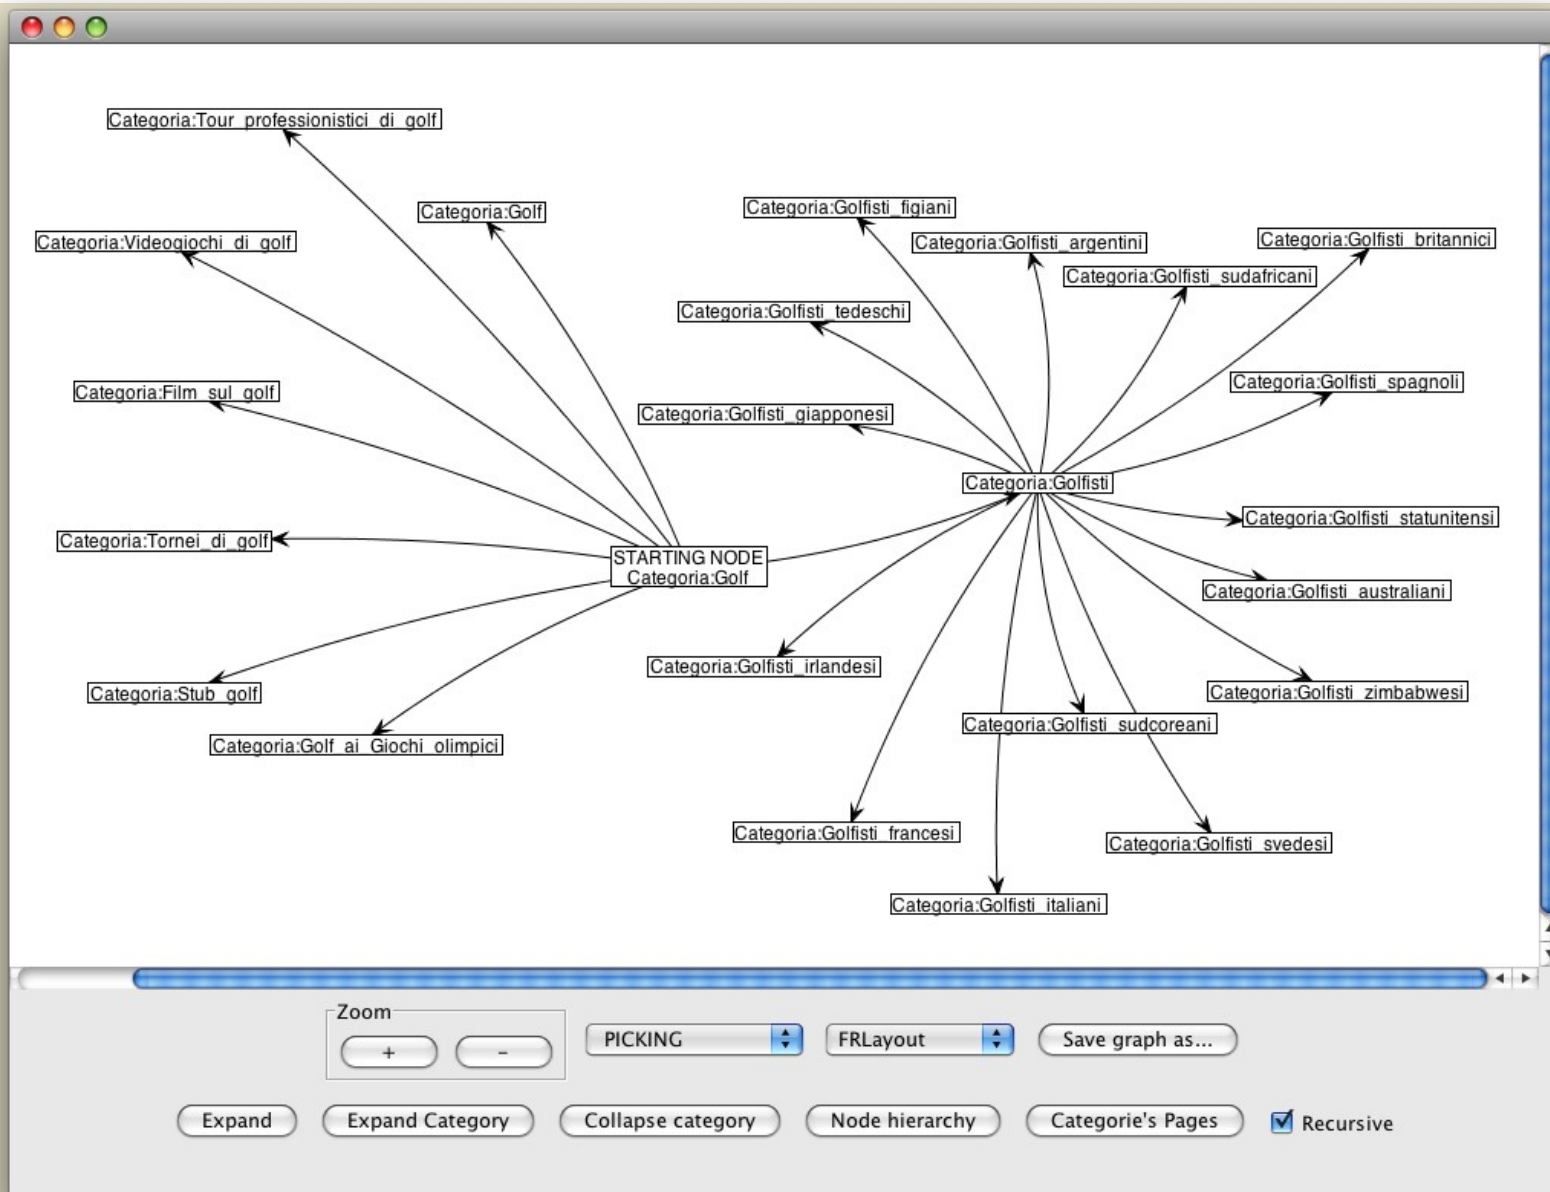 Categoria:Tour_professionistici_di_golf
Categoria:Golf
Categoria:Videogiochi_di_golf
Categoria:Film_sul_golf
Categoria:Tornei_di_golf
STARTING NODE
Categoria:Golf
Categoria:Stub_golf
Categoria:Golf_ai_Giochi_olimpici
Categoria:Golfisti_figiani
Categoria:Golfisti_argentini
Categoria:Golfisti_britannici
Categoria:Golfisti_sudafricani
Categoria:Golfisti_tedeschi
Categoria:Golfisti_spagnoli
Categoria:Golfisti_giapponesi
Categoria:Golfisti
Categoria:Golfisti_statunitensi
Categoria:Golfisti_australiani
Categoria:Golfisti_irlandesi
Categoria:Golfisti_zimbabwesi
Categoria:Golfisti_sudcoreani
Categoria:Golfisti_francesi
Categoria:Golfisti_svedesi
Categoria:Golfisti_italiani
Zoom
+ -
PICKING
FRLayout
Save graph as...
Expand
Expand Category
Collapse category
Node hierarchy
Categorie's Pages
Recursive